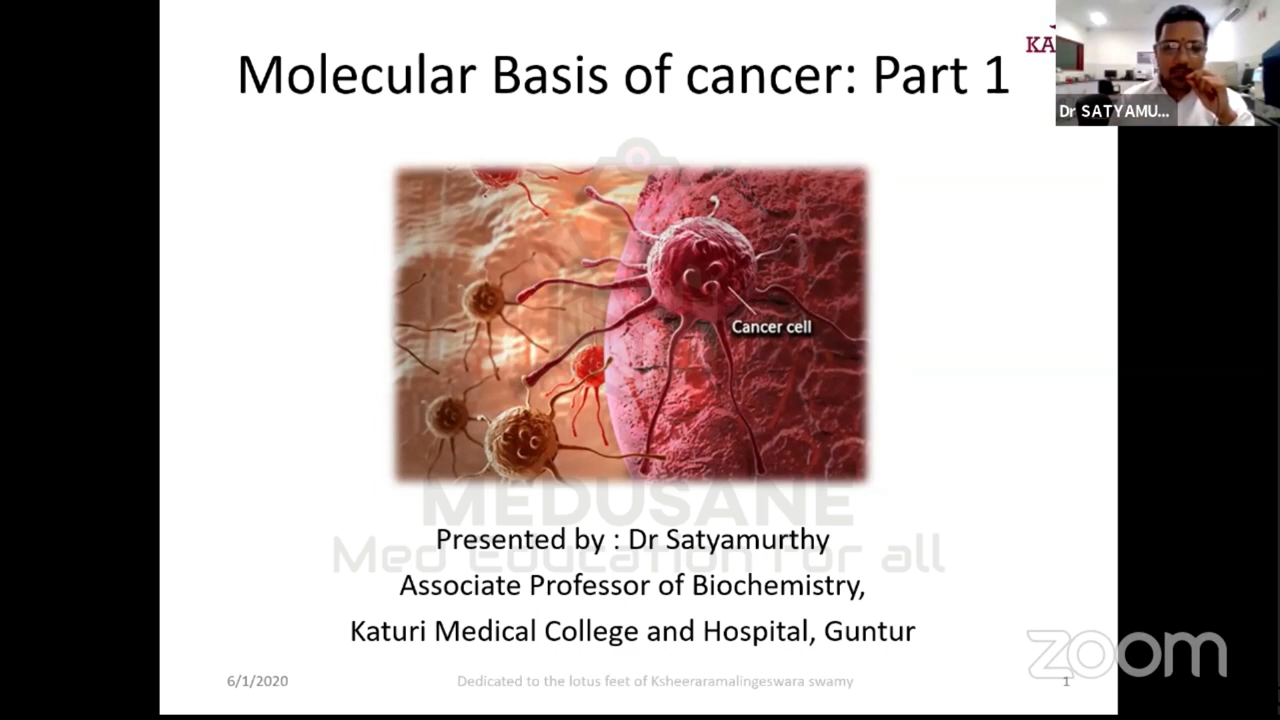 Molecular Basis of cancer: Part 1
KA
Dr SATYAMU...
Cancer cell
MEDUSANE
Med Education for all
Presented by : Dr Satyamurthy
Associate Professor of Biochemistry,
Katuri Medical College and Hospital, Guntur
zoom
6/1/2020
Dedicated to the lotus feet of Ksheeraramalingeswara swamy
1